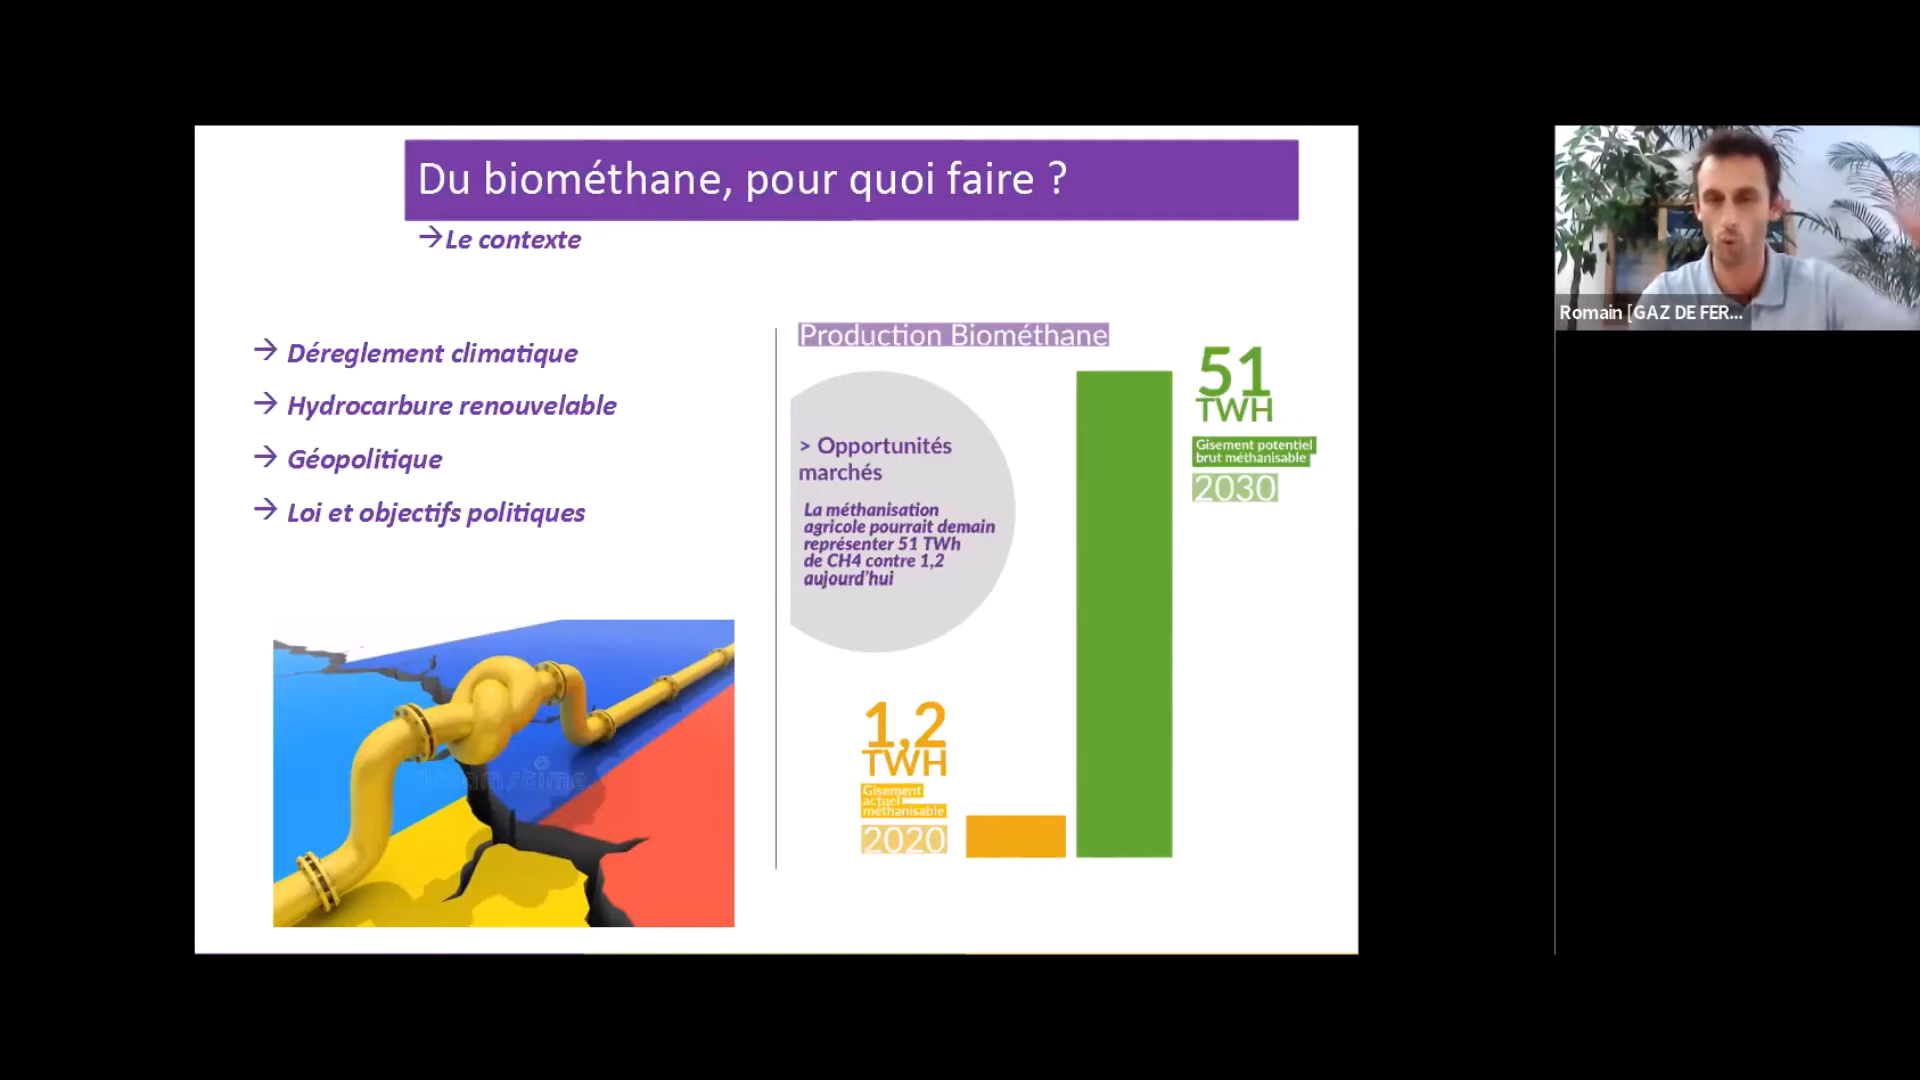 Du biométhane, pour quoi faire ?
→Le contexte
→ Déreglement climatique
→ Hydrocarbure renouvelable
→ Géopolitique
→ Loi et objectifs politiques
Production Biométhane
> Opportunités
marchés
La méthanisation
agricole pourrait demain
représenter 51 TWh
de CH4 contre 1,2
aujourd'hui
51
TWH
Gisement potentiel
brut méthanisable
2030
1,2
TWH
Gisement
actuel
méthanisable
2020
dreamstime
Romain [GAZ DE FER...